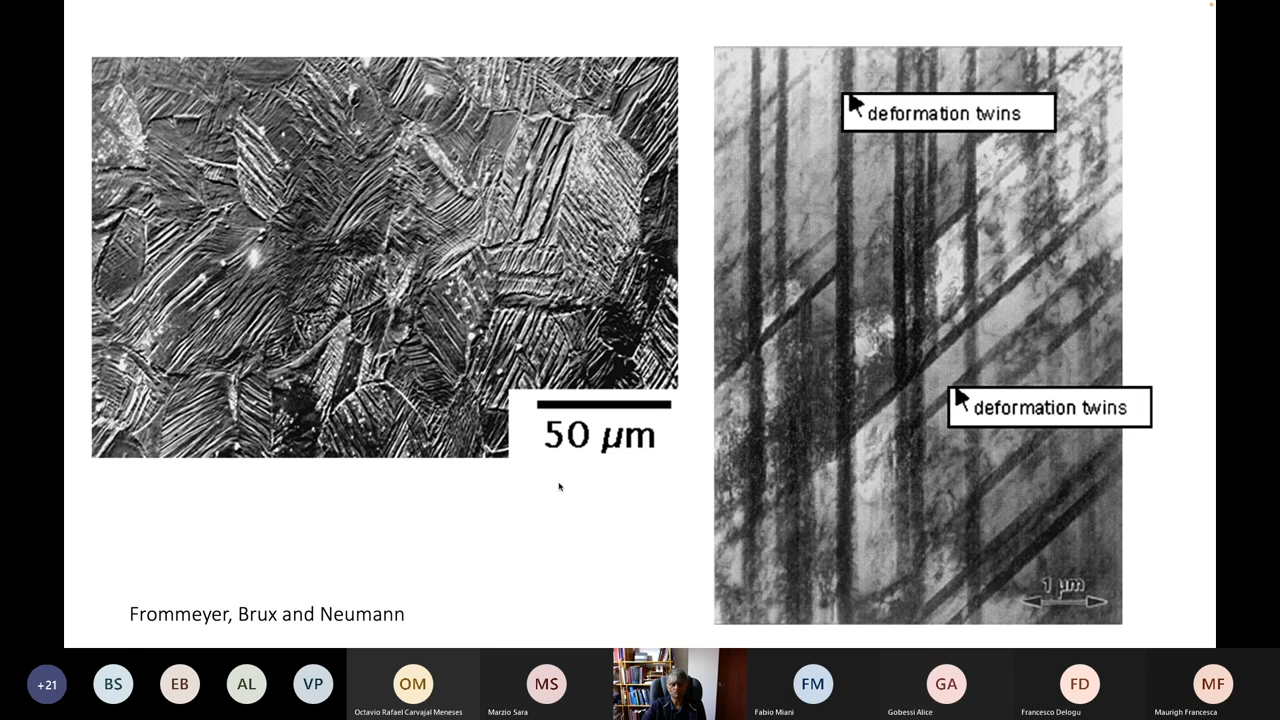 deformation twins
50 µm
deformation twins
1 µm
Frommeyer, Brux and Neumann
+21
BS
EB
AL
VP
OM
MS
FM
GA
FD
MF
Octavio Rafael Carvajal Meneses
Marzio Sara
Fabio Miani
Gobessi Alice
Francesco Delogu
Maurigh Francesca